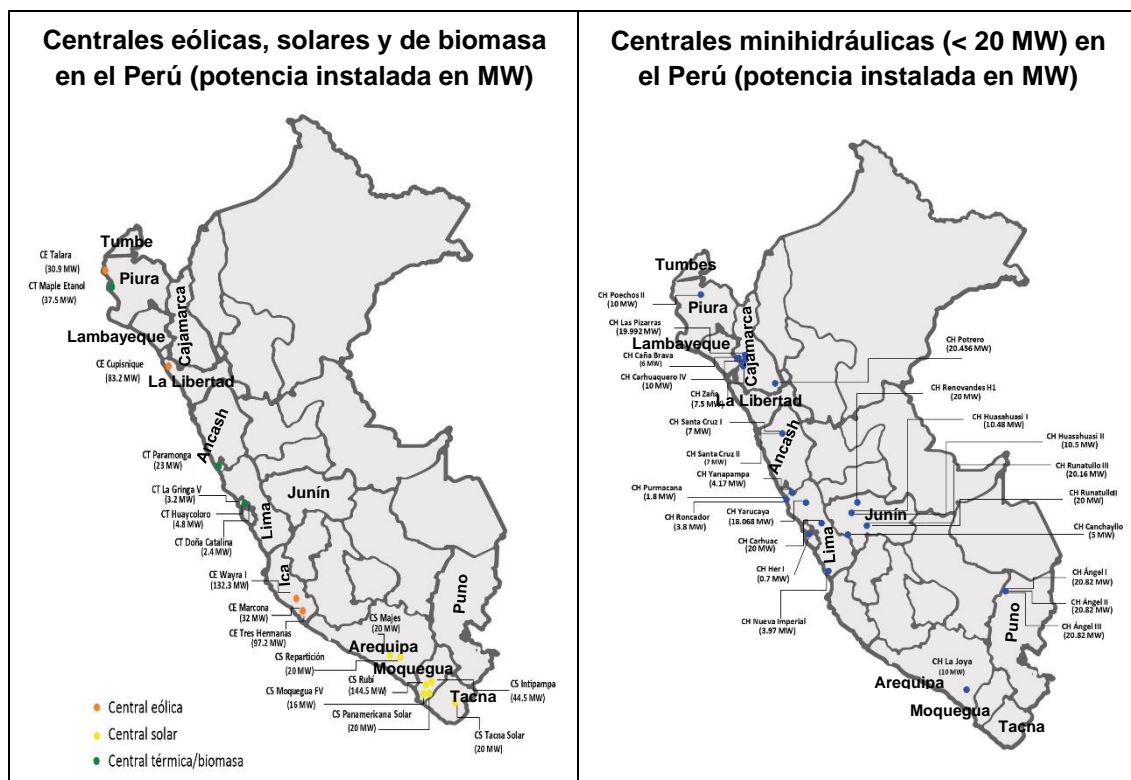 Centrales eólicas, solares y de biomasa
en el Perú (potencia instalada en MW)
Tumbe
CE Talara
(30.9 MW)
Piura
CT Maple Etanol
(37.5 MW)
Cajamarca
Lambayeque
CE Cupisnique
(83.2 MW)
La Libertad
Ancash
CT Paramonga
(23 MW)
Junín
CT La Gringa V
(3.2 MW)
CT Huaycoloro
(4.8 MW)
Lima
CT Doña Catalina
(2.4 MW)
Ica
CE Wayra I
(132.3 MW)
Puno
CE Marcona
(32 MW)
CE Tres Hermanas
(97.2 MW)
CS Majes
(20 MW)
Arequipa
CS Repartición
(20 MW)
Moquegua
CS Rubí
(144.5 MW)
CS Intipampa
(44.5 MW)
CS Moquegua FV
(16 MW)
Tacna
CS Panamericana Solar
(20 MW)
CS Tacna Solar
(20 MW)
Central eólica
Central solar
Central térmica/biomasa
Centrales minihidráulicas (< 20 MW) en
el Perú (potencia instalada en MW)
Tumbes
CH Poechos II
(10 MW)
Piura
CH Las Pizarras
(19.992 MW)
Cajamarca
Lambayeque
CH Potrero
(20.456 MW)
CH Caña Brava
(6 MW)
CH Carhuaquero IV
(10 MW)
CH Zaña
(7.5 MW)
La Libertad
CH Renovandes H1
(20 MW)
CH Santa Cruz I
(7 MW)
Ancash
CH Huasahuasi I
(10.48 MW)
CH Huasahuasi II
(10.5 MW)
CH Santa Cruz II
(7 MW)
CH Yanapampa
(4.17 MW)
CH Runatullo III
(20.16 MW)
CH Purmacana
(1.8 MW)
CH Runatullo
(20 MW)
CH Roncador
(3.8 MW)
CH Yarucaya
(18.068 MW)
Junín
CH Canchayllo
(5 MW)
CH Carhuac
(20 MW)
Lima
CH Her I
(0.7 MW)
CH Ángel I
(20.82 MW)
CH Ángel II
(20.82 MW)
CH Ángel III
(20.82 MW)
Puno
CH Nueva Imperial
(3.97 MW)
CH La Joya
(10 MW)
Arequipa
Moquegua
Tacna